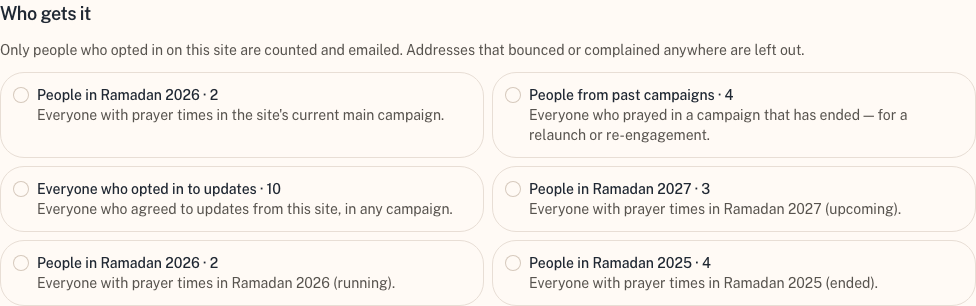 Who gets it
Only people who opted in on this site are counted and emailed. Addresses that bounced or complained anywhere are left out.
People in Ramadan 2026 · 2
Everyone with prayer times in the site's current main campaign.
People from past campaigns · 4
Everyone who prayed in a campaign that has ended — for a
relaunch or re-engagement.
Everyone who opted in to updates · 10
Everyone who agreed to updates from this site, in any campaign.
People in Ramadan 2027 · 3
Everyone with prayer times in Ramadan 2027 (upcoming).
People in Ramadan 2026 · 2
Everyone with prayer times in Ramadan 2026 (running).
People in Ramadan 2025 · 4
Everyone with prayer times in Ramadan 2025 (ended).